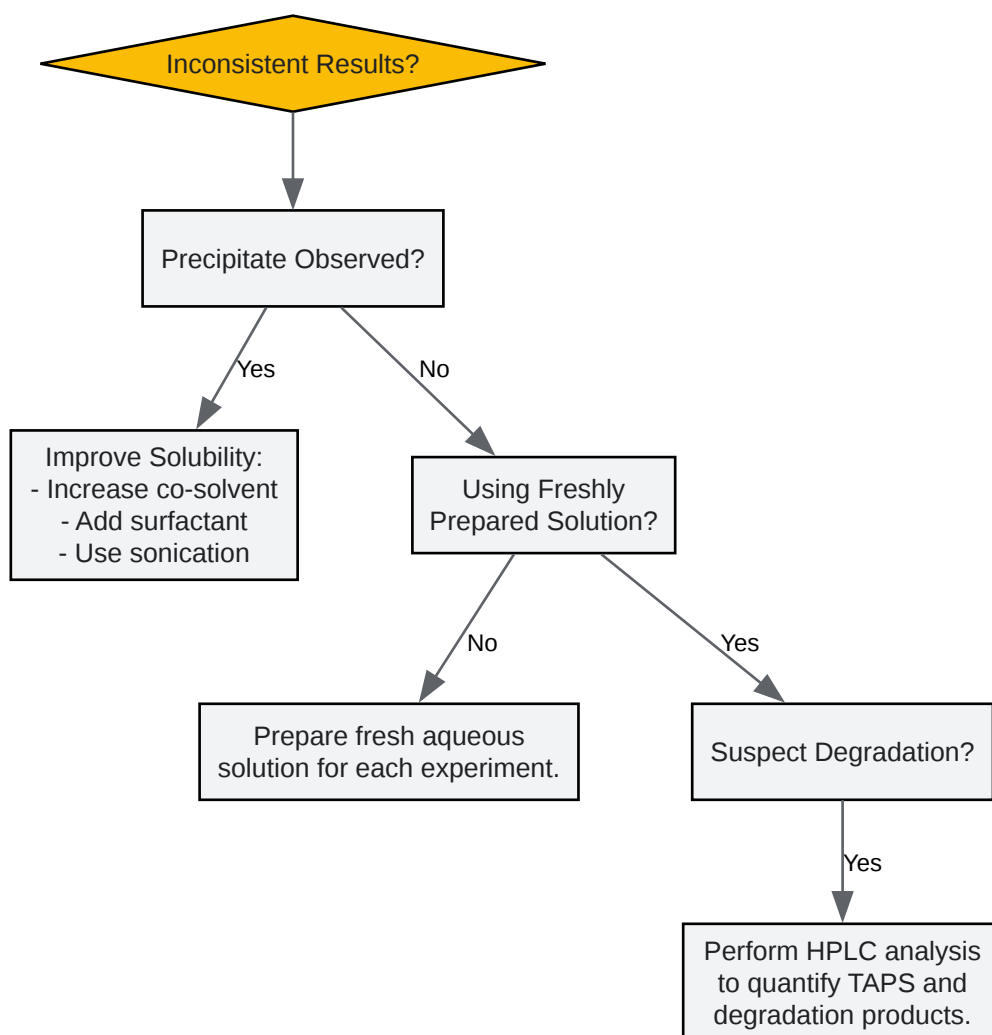 Inconsistent Results?
Precipitate Observed?
Yes
No
Improve Solubility:
- Increase co-solvent
- Add surfactant
- Use sonication
Using Freshly
Prepared Solution?
No
Yes
Prepare fresh aqueous
solution for each experiment.
Suspect Degradation?
Yes
Perform HPLC analysis
to quantify TAPS and
degradation products.